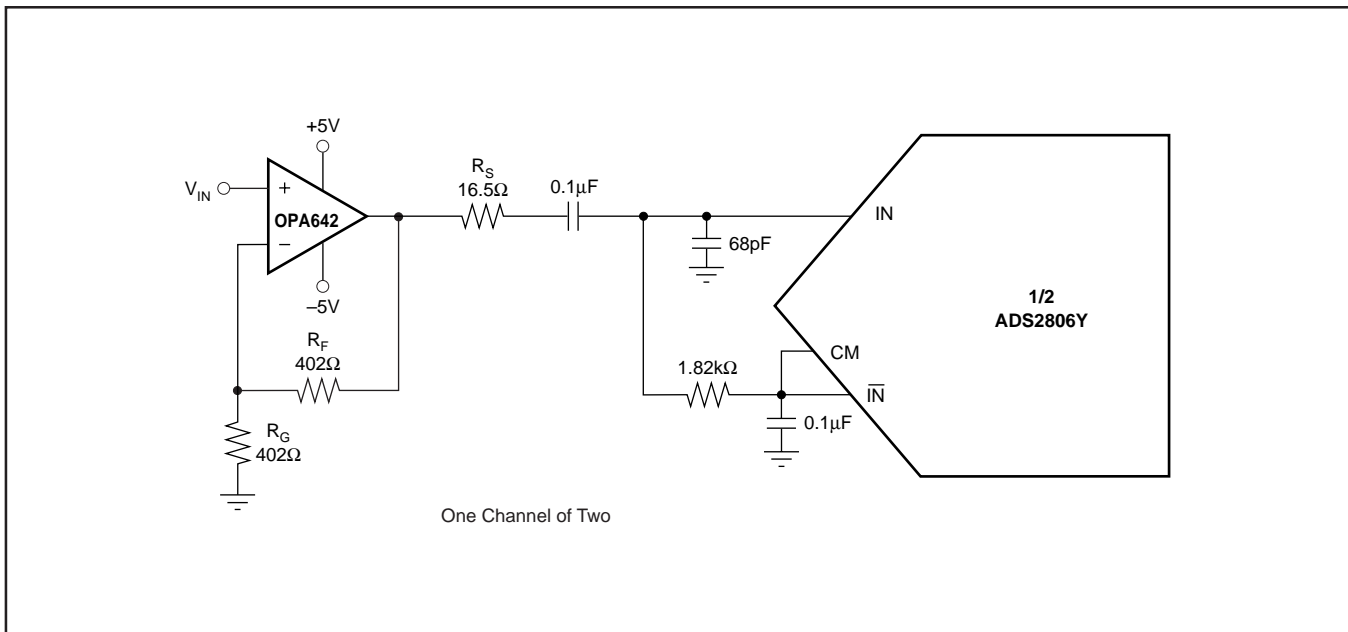 +5V
V_IN
+
OPA642
–
–5V
R_S
16.5Ω
0.1µF
IN
68pF
1/2
ADS2806Y
CM
1.82kΩ
I̅N̅
0.1µF
R_F
402Ω
R_G
402Ω
One Channel of Two